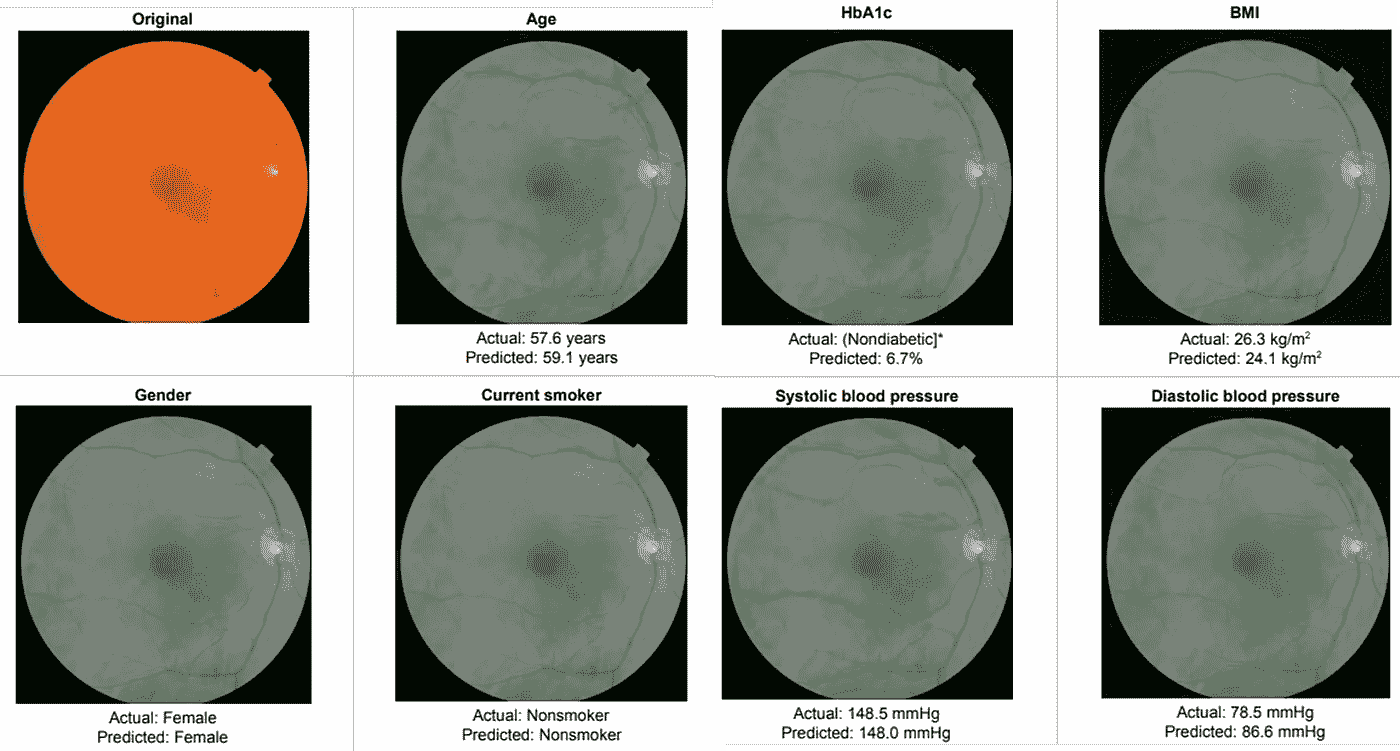 Original
Age
HbA1c
BMI
Actual: 57.6 years
Predicted: 59.1 years
Actual: (Nondiabetic]*
Predicted: 6.7%
Actual: 26.3 kg/m²
Predicted: 24.1 kg/m²
Gender
Current smoker
Systolic blood pressure
Diastolic blood pressure
Actual: Female
Predicted: Female
Actual: Nonsmoker
Predicted: Nonsmoker
Actual: 148.5 mmHg
Predicted: 148.0 mmHg
Actual: 78.5 mmHg
Predicted: 86.6 mmHg